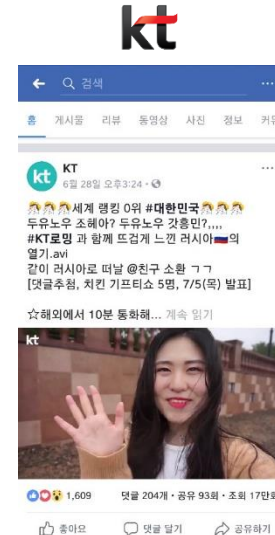 kt
검색
홈 게시물 리뷰 동영상 사진 정보 커뮤
kt
KT
6월 28일 오후3:24
세계 랭킹 0위 #대한민국
두유노우 조헤아? 두유노우 갓흥민?,,,,
#KT로밍 과 함께 뜨겁게 느낀 러시아의
열기.avi
같이 러시아로 떠날 @친구 소환 ㄱㄱ
[댓글추첨, 치킨 기프티쇼 5명, 7/5(목) 발표]
☆해외에서 10분 통화해... 계속 읽기
kt
1,609 댓글 204개 · 공유 93회 · 조회 17만회
좋아요 댓글 달기 공유하기